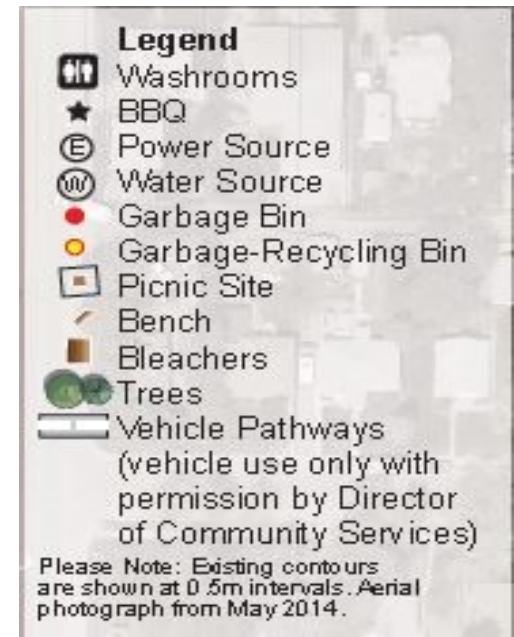 Legend
Washrooms
BBQ
E Power Source
W Water Source
Garbage Bin
Garbage-Recycling Bin
Picnic Site
Bench
Bleachers
Trees
Vehicle Pathways
(vehicle use only with
permission by Director
of Community Services)
Please Note: Existing contours
are shown at 0.5m intervals. Aerial
photograph from May 2014.